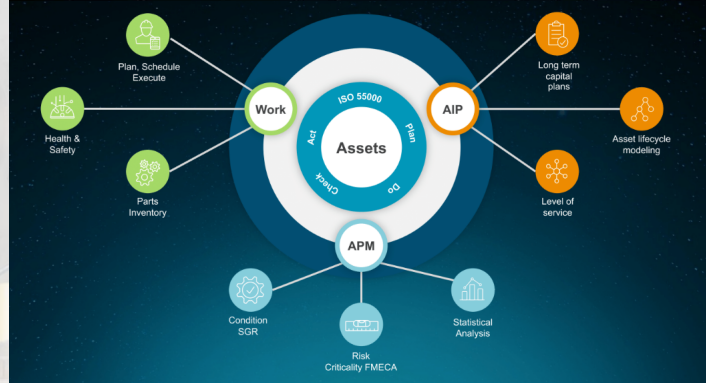 Plan, Schedule
Execute
Health &
Safety
Parts
Inventory
Work
ISO 55000
Plan
Do
Check
Act
Assets
AIP
Long term
capital
plans
Asset lifecycle
modeling
Level of
service
APM
Condition
SGR
Risk
Criticality FMECA
Statistical
Analysis